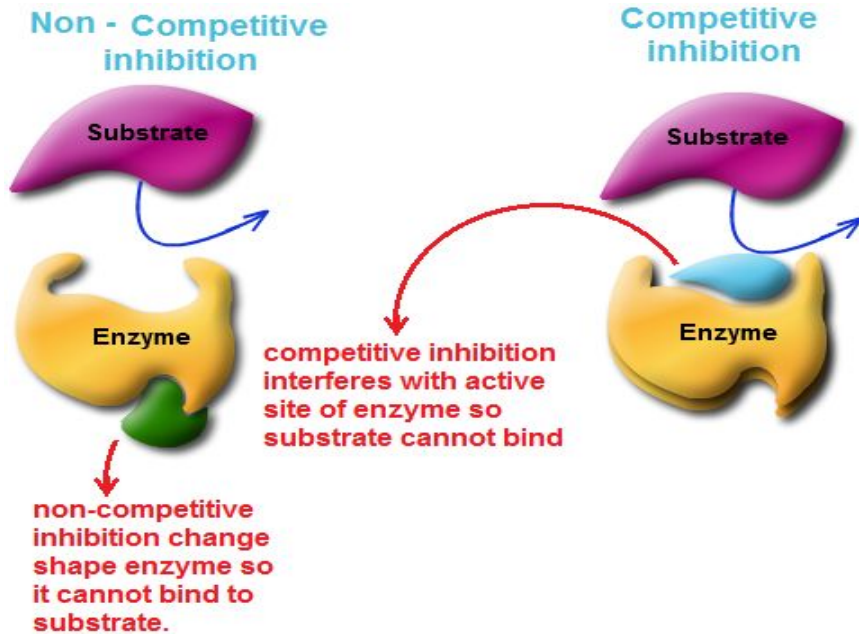 Non - Competitive
inhibition
Substrate
Enzyme
non-competitive
inhibition change
shape enzyme so
it cannot bind to
substrate.
Competitive
inhibition
Substrate
Enzyme
competitive inhibition
interferes with active
site of enzyme so
substrate cannot bind